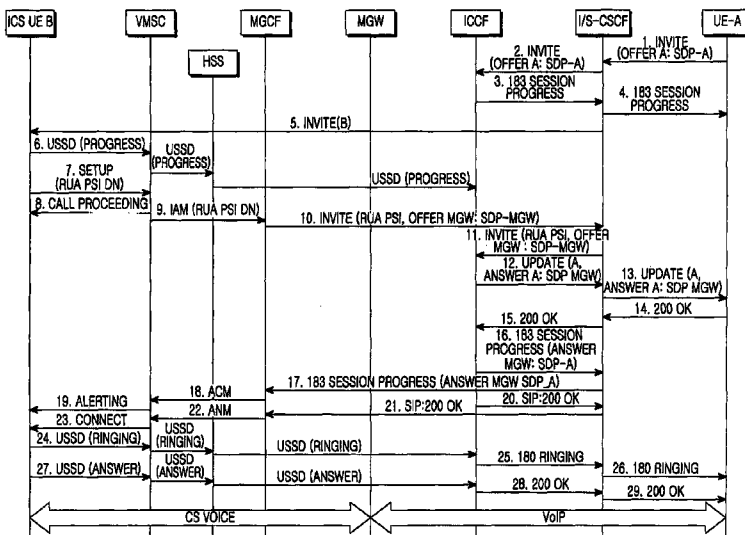 ICS UE B
VMSC
MGCF
MGW
ICCF
I/S-CSCF
UE-A
HSS
1. INVITE
(OFFER A: SDP-A)
2. INVITE
(OFFER A: SDP-A)
3. 183 SESSION
PROGRESS
4. 183 SESSION
PROGRESS
5. INVITE(B)
6. USSD (PROGRESS)
USSD
(PROGRESS)
USSD (PROGRESS)
7. SETUP
(RUA PSI DN)
8. CALL PROCEEDING
9. IAM (RUA PSI DN)
10. INVITE (RUA PSI, OFFER MGW: SDP-MGW)
11. INVITE (RUA PSI, OFFER
MGW : SDP-MGW)
12. UPDATE (A,
ANSWER A: SDP MGW)
13. UPDATE (A,
ANSWER A: SDP MGW)
14. 200 OK
15. 200 OK
16. 183 SESSION
PROGRESS (ANSWER
MGW: SDP-A)
17. 183 SESSION PROGRESS (ANSWER MGW SDP_A)
18. ACM
19. ALERTING
20. SIP:200 OK
21. SIP:200 OK
22. ANM
23. CONNECT
24. USSD (RINGING)
USSD
(RINGING)
USSD (RINGING)
25. 180 RINGING
26. 180 RINGING
27. USSD (ANSWER)
USSD
(ANSWER)
USSD (ANSWER)
28. 200 OK
29. 200 OK
CS VOICE
VoIP